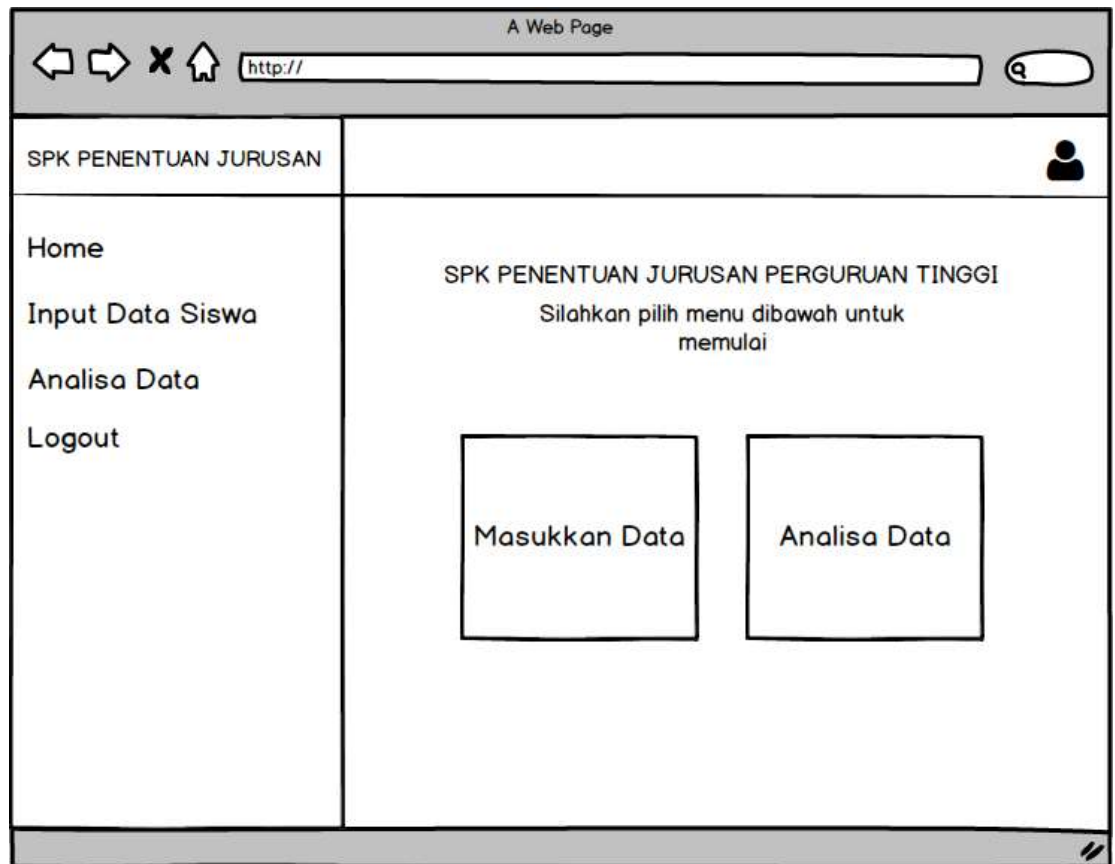 A Web Page
http://
SPK PENENTUAN JURUSAN
Home
Input Data Siswa
Analisa Data
Logout
SPK PENENTUAN JURUSAN PERGURUAN TINGGI
Silahkan pilih menu dibawah untuk
memulai
Masukkan Data
Analisa Data